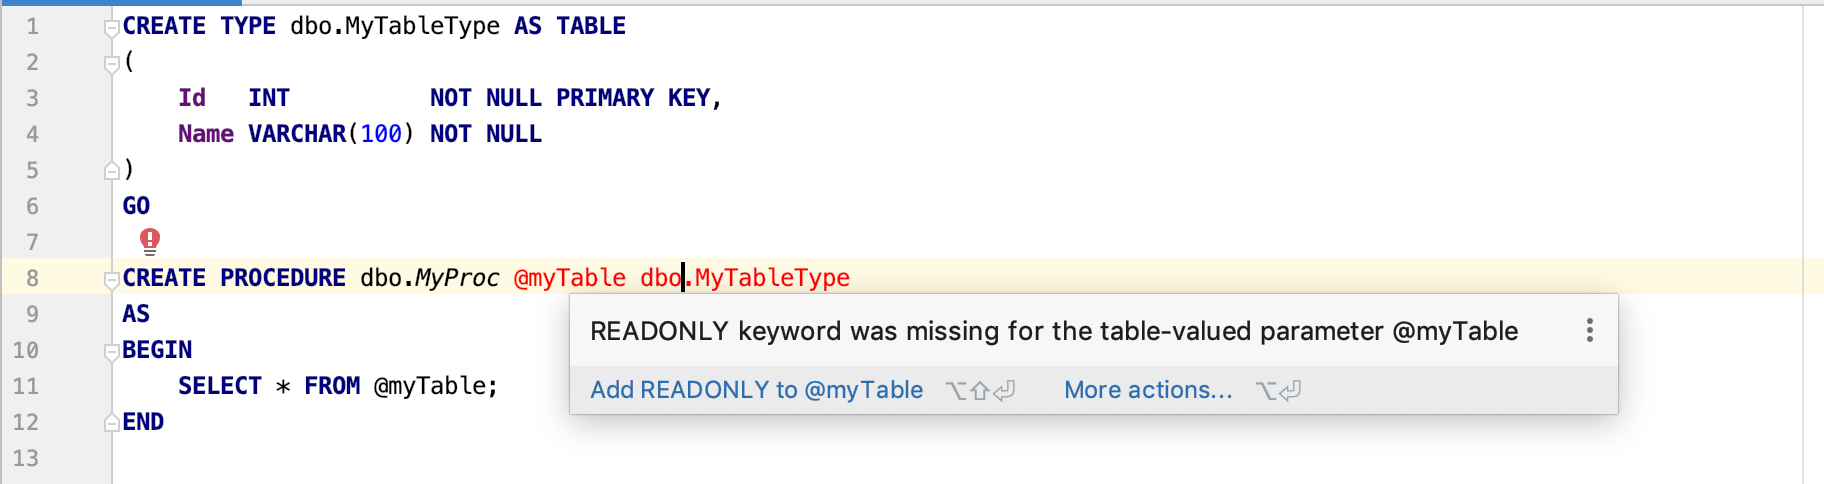 1 CREATE TYPE dbo.MyTableType AS TABLE
2 (
3     Id   INT          NOT NULL PRIMARY KEY,
4     Name VARCHAR(100) NOT NULL
5 )
6 GO
7
8 CREATE PROCEDURE dbo.MyProc @myTable dbo.MyTableType
9 AS
READONLY keyword was missing for the table-valued parameter @myTable
10 BEGIN
11     SELECT * FROM @myTable;
Add READONLY to @myTable ⌥⇧⏎ More actions... ⌥⏎
12 END
13